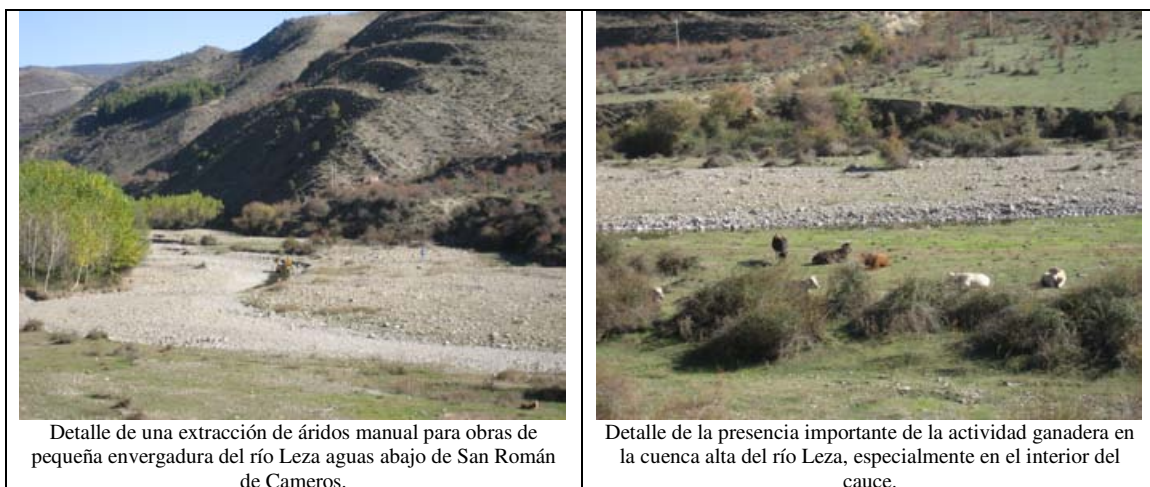 Detalle de una extracción de áridos manual para obras de
pequeña envergadura del río Leza aguas abajo de San Román
de Cameros.
Detalle de la presencia importante de la actividad ganadera en
la cuenca alta del río Leza, especialmente en el interior del
cauce.